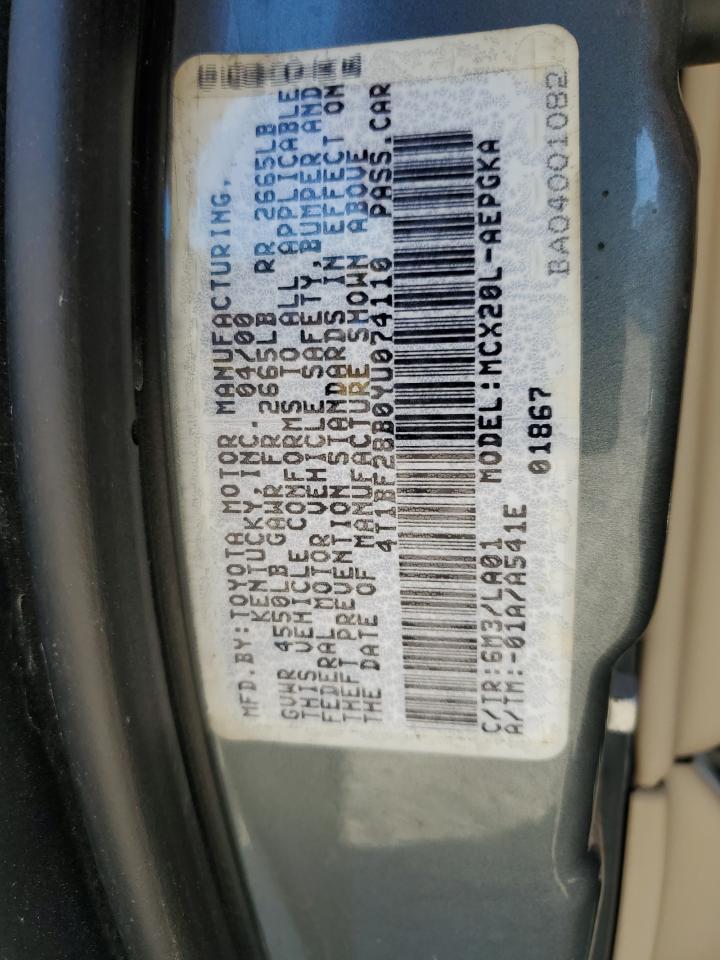 MFD.BY:TOYOTA MOTOR MANUFACTURING,
KENTUCKY, INC. 04/00
GVWR 4550LB GAWR FR 2665LB RR 2665LB
THIS VEHICLE CONFORMS TO ALL APPLICABLE
FEDERAL MOTOR VEHICLE SAFETY, BUMPER AND
THEFT PREVENTION STANDARDS IN EFFECT ON
THE DATE OF MANUFACTURE SHOWN ABOVE
4T1BF28B0YU074110 PASS.CAR
C/TR:6M3/LA01 MODEL:MCX20L-AEPGKA
A/TM:-01A/A541E
01867
BA04001082